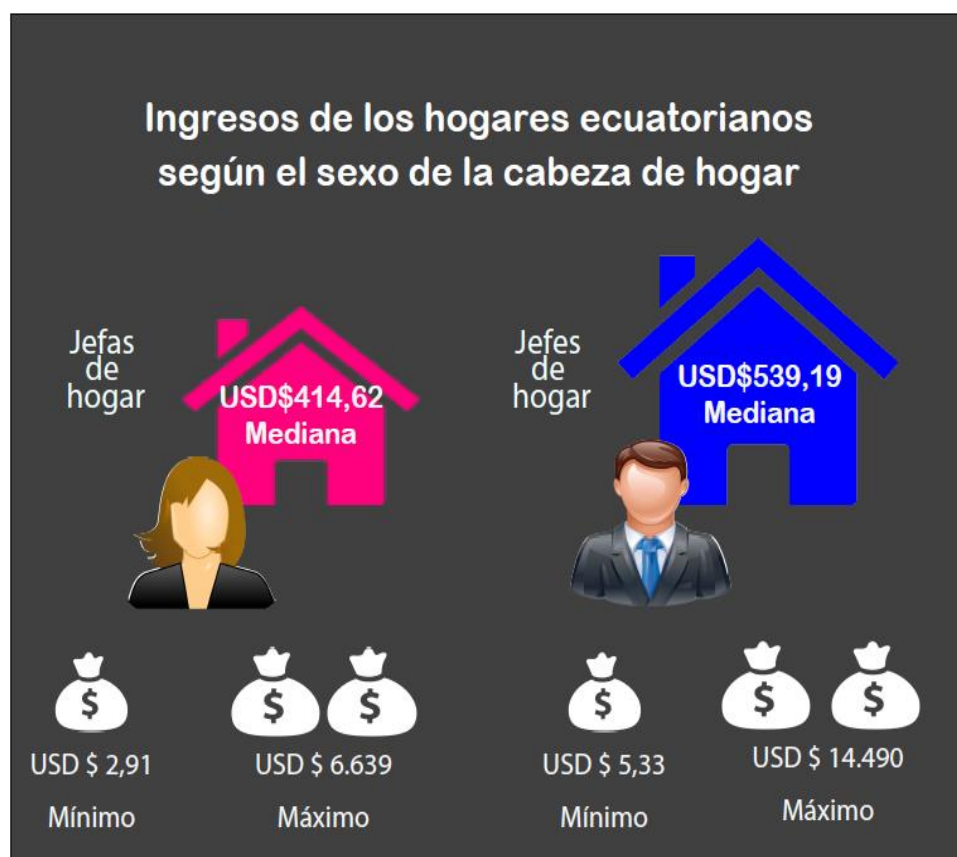 Ingresos de los hogares ecuatorianos
según el sexo de la cabeza de hogar
Jefas
de
hogar
USD$414,62
Mediana
Jefes
de
hogar
USD$539,19
Mediana
$
$
$
$
$
$
USD $ 2,91
Mínimo
USD $ 6.639
Máximo
USD $ 5,33
Mínimo
USD $ 14.490
Máximo